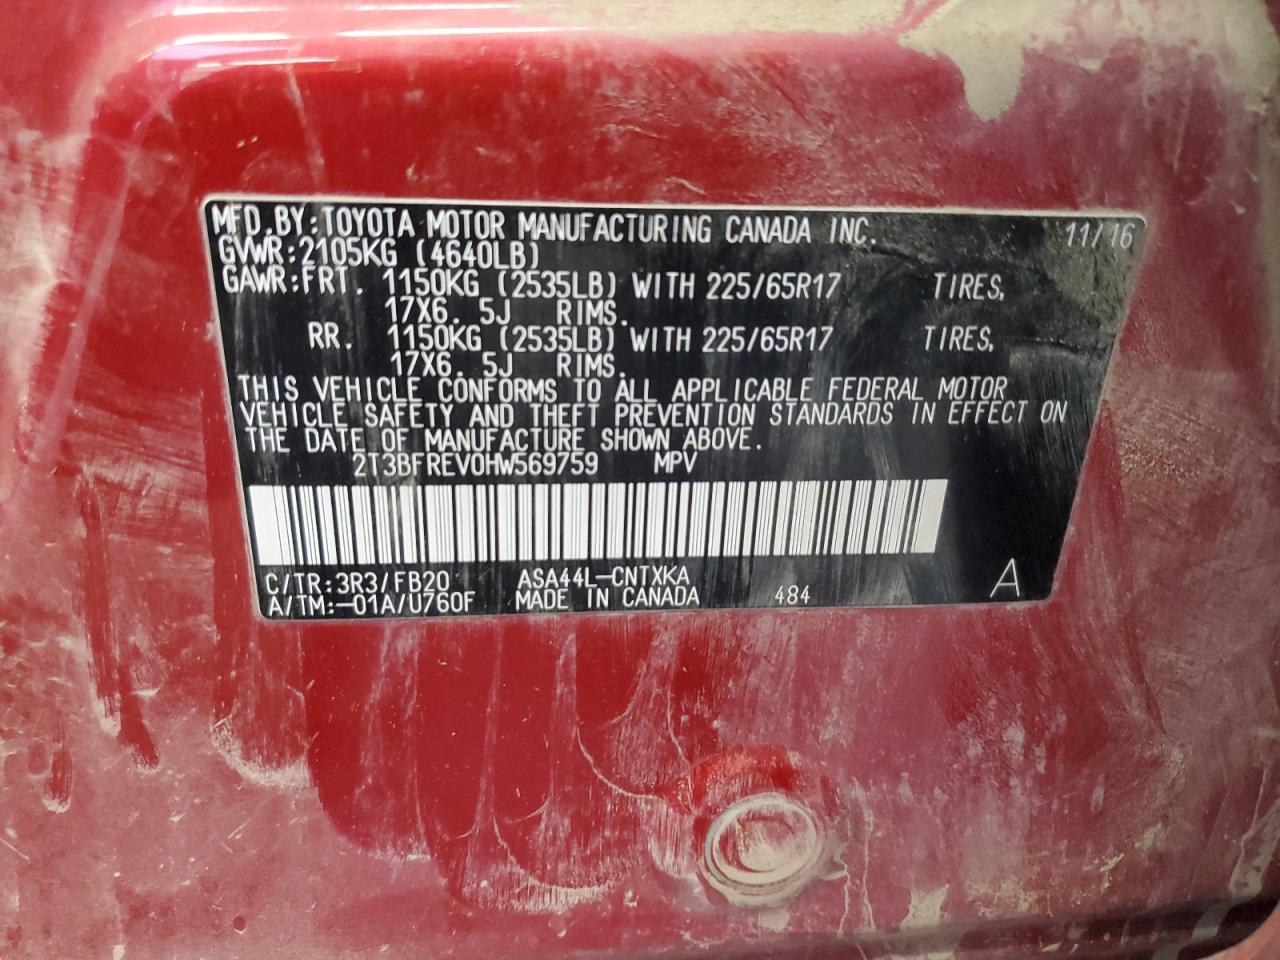 MFD.BY:TOYOTA MOTOR MANUFACTURING CANADA INC. 11/16
GVWR:2105KG (4640LB)
GAWR:FRT. 1150KG (2535LB) WITH 225/65R17 TIRES,
17X6. 5J RIMS.
RR. 1150KG (2535LB) WITH 225/65R17 TIRES,
17X6. 5J RIMS.
THIS VEHICLE CONFORMS TO ALL APPLICABLE FEDERAL MOTOR
VEHICLE SAFETY AND THEFT PREVENTION STANDARDS IN EFFECT ON
THE DATE OF MANUFACTURE SHOWN ABOVE.
2T3BFREV0HW569759 MPV
C/TR:3R3/FB20 ASA44L-CNTXKA
A/TM:-01A/U760F MADE IN CANADA 484 A